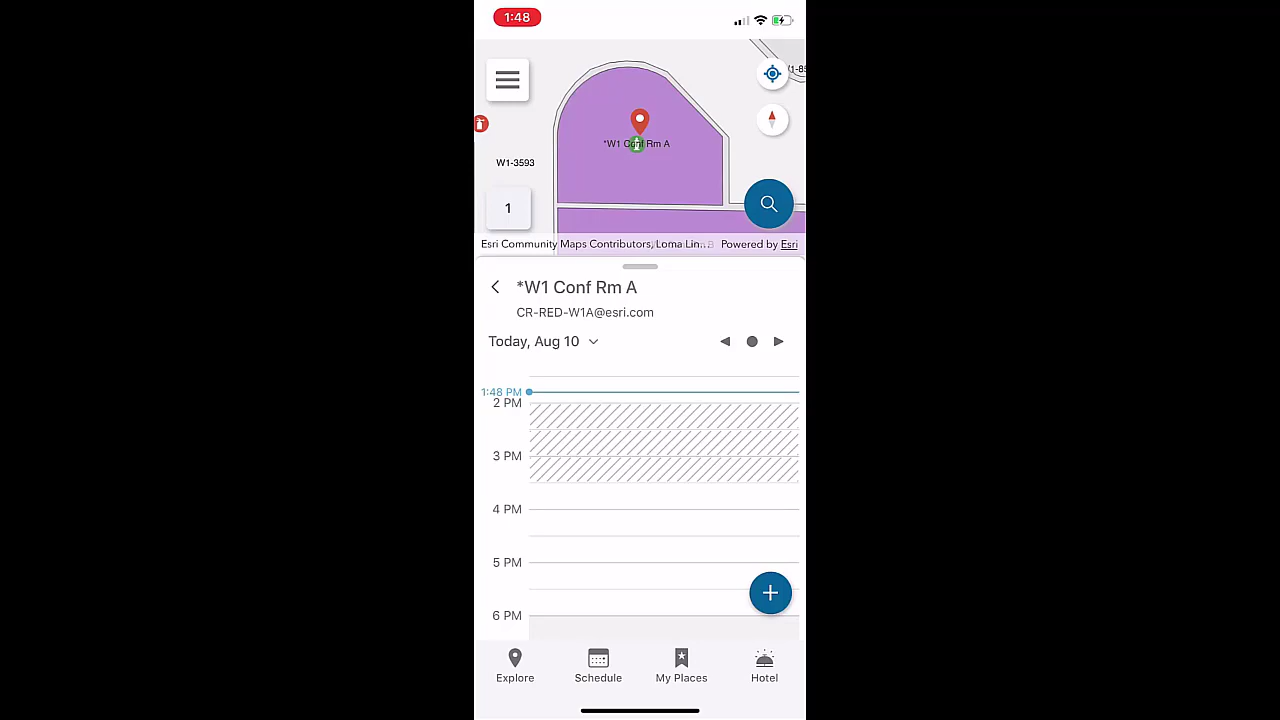 1:48
*W1 Conf Rm A
W1-3593
1
Esri Community Maps Contributors, Loma Lin... Powered by Esri
*W1 Conf Rm A
CR-RED-W1A@esri.com
Today, Aug 10
1:48 PM
2 PM
3 PM
4 PM
5 PM
6 PM
Explore
Schedule
My Places
Hotel